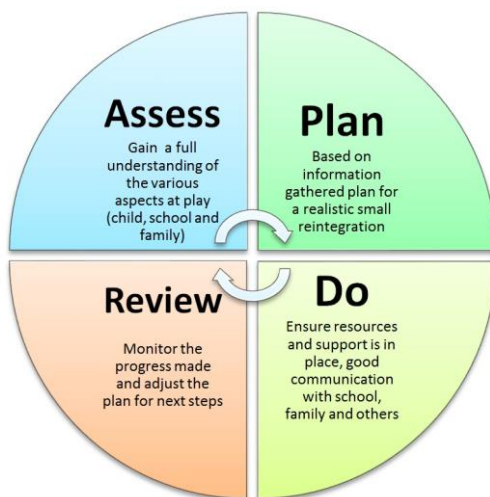 Assess
Gain a full
understanding of
the various
aspects at play
(child, school and
family)
Plan
Based on
information
gathered plan for
a realistic small
reintegration
Review
Monitor the
progress made
and adjust the
plan for next steps
Do
Ensure resources
and support is in
place, good
communication
with school,
family and others